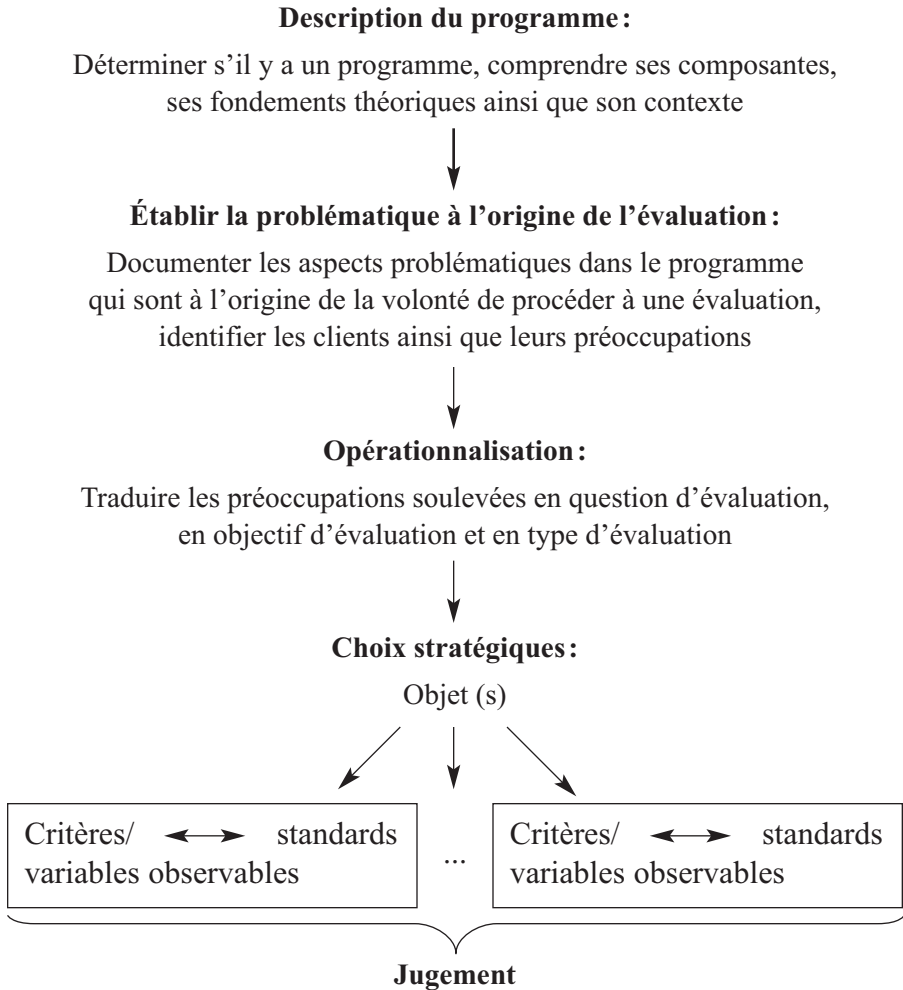 Description du programme :
Déterminer s’il y a un programme, comprendre ses composantes,
ses fondements théoriques ainsi que son contexte
Établir la problématique à l’origine de l’évaluation :
Documenter les aspects problématiques dans le programme
qui sont à l’origine de la volonté de procéder à une évaluation,
identifier les clients ainsi que leurs préoccupations
Opérationnalisation :
Traduire les préoccupations soulevées en question d’évaluation,
en objectif d’évaluation et en type d’évaluation
Choix stratégiques :
Objet (s)
Critères/ standards
variables observables
...
Critères/ standards
variables observables
Jugement